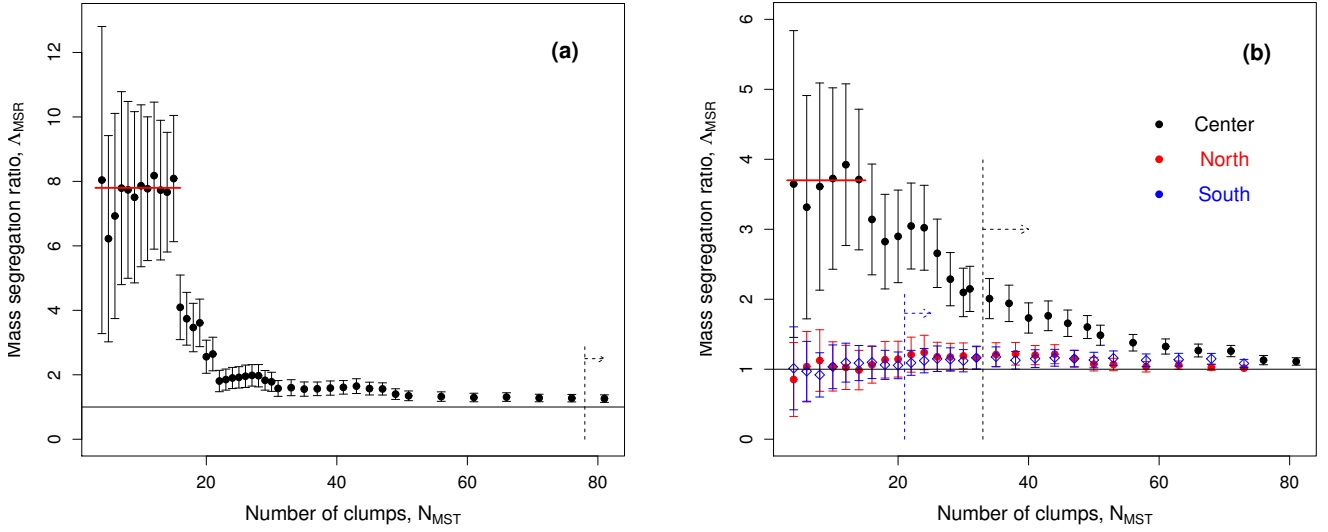 (a)
Mass segregation ratio, Λ_MSR
0 2 4 6 8 10 12
20 40 60 80
Number of clumps, N_MST
(b)
Center
North
South
Mass segregation ratio, Λ_MSR
0 1 2 3 4 5 6
20 40 60 80
Number of clumps, N_MST